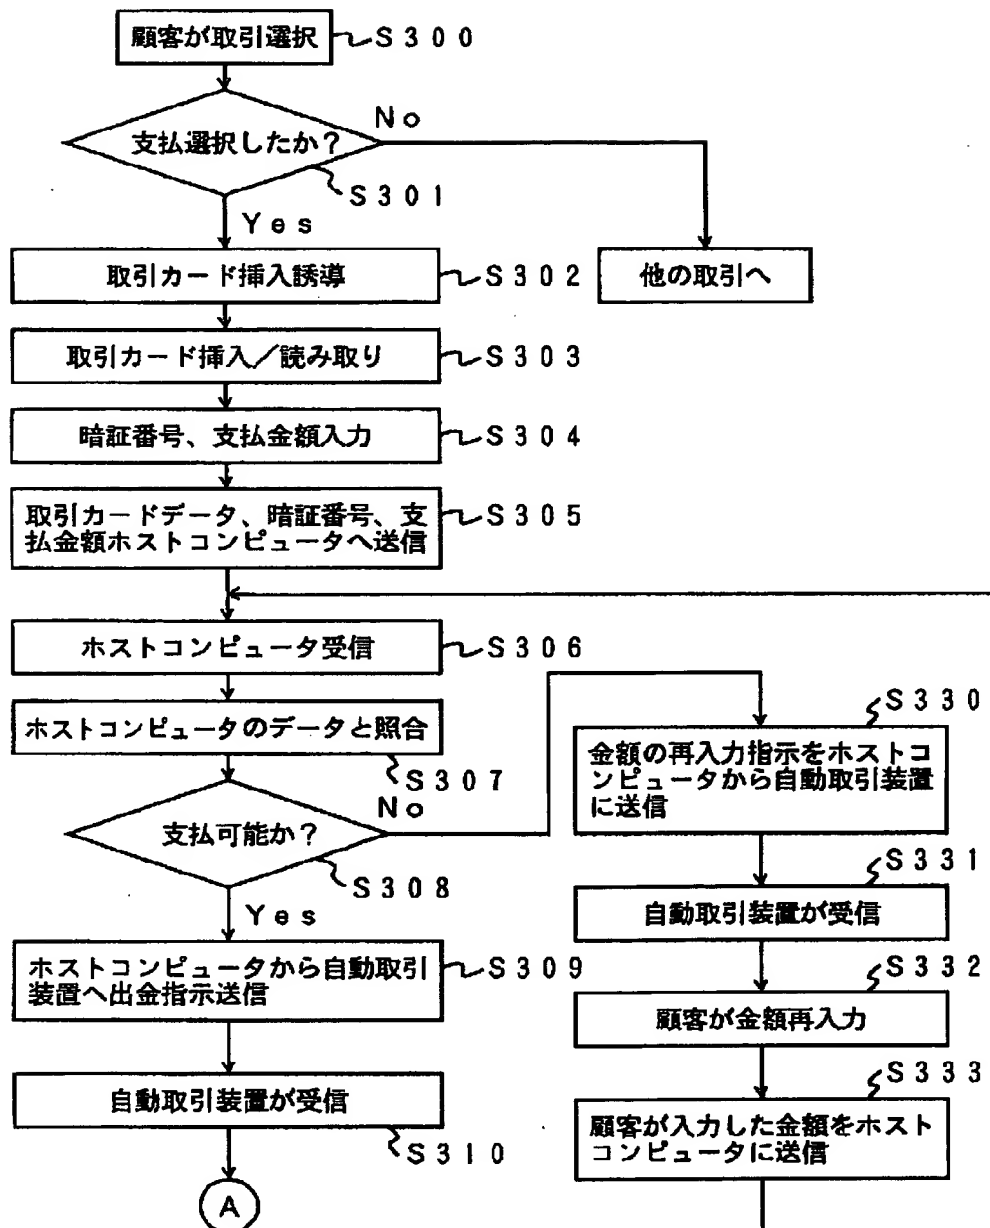 顧客が取引選択
S300
支払選択したか？
No
S301
Yes
取引カード挿入誘導
S302
他の取引へ
取引カード挿入／読み取り
S303
暗証番号、支払金額入力
S304
取引カードデータ、暗証番号、支
払金額ホストコンピュータへ送信
S305
ホストコンピュータ受信
S306
ホストコンピュータのデータと照合
S307
支払可能か？
No
S308
Yes
ホストコンピュータから自動取引
装置へ出金指示送信
S309
自動取引装置が受信
S310
A
S330
金額の再入力指示をホストコ
ンピュータから自動取引装置
に送信
S331
自動取引装置が受信
S332
顧客が金額再入力
S333
顧客が入力した金額をホスト
コンピュータに送信